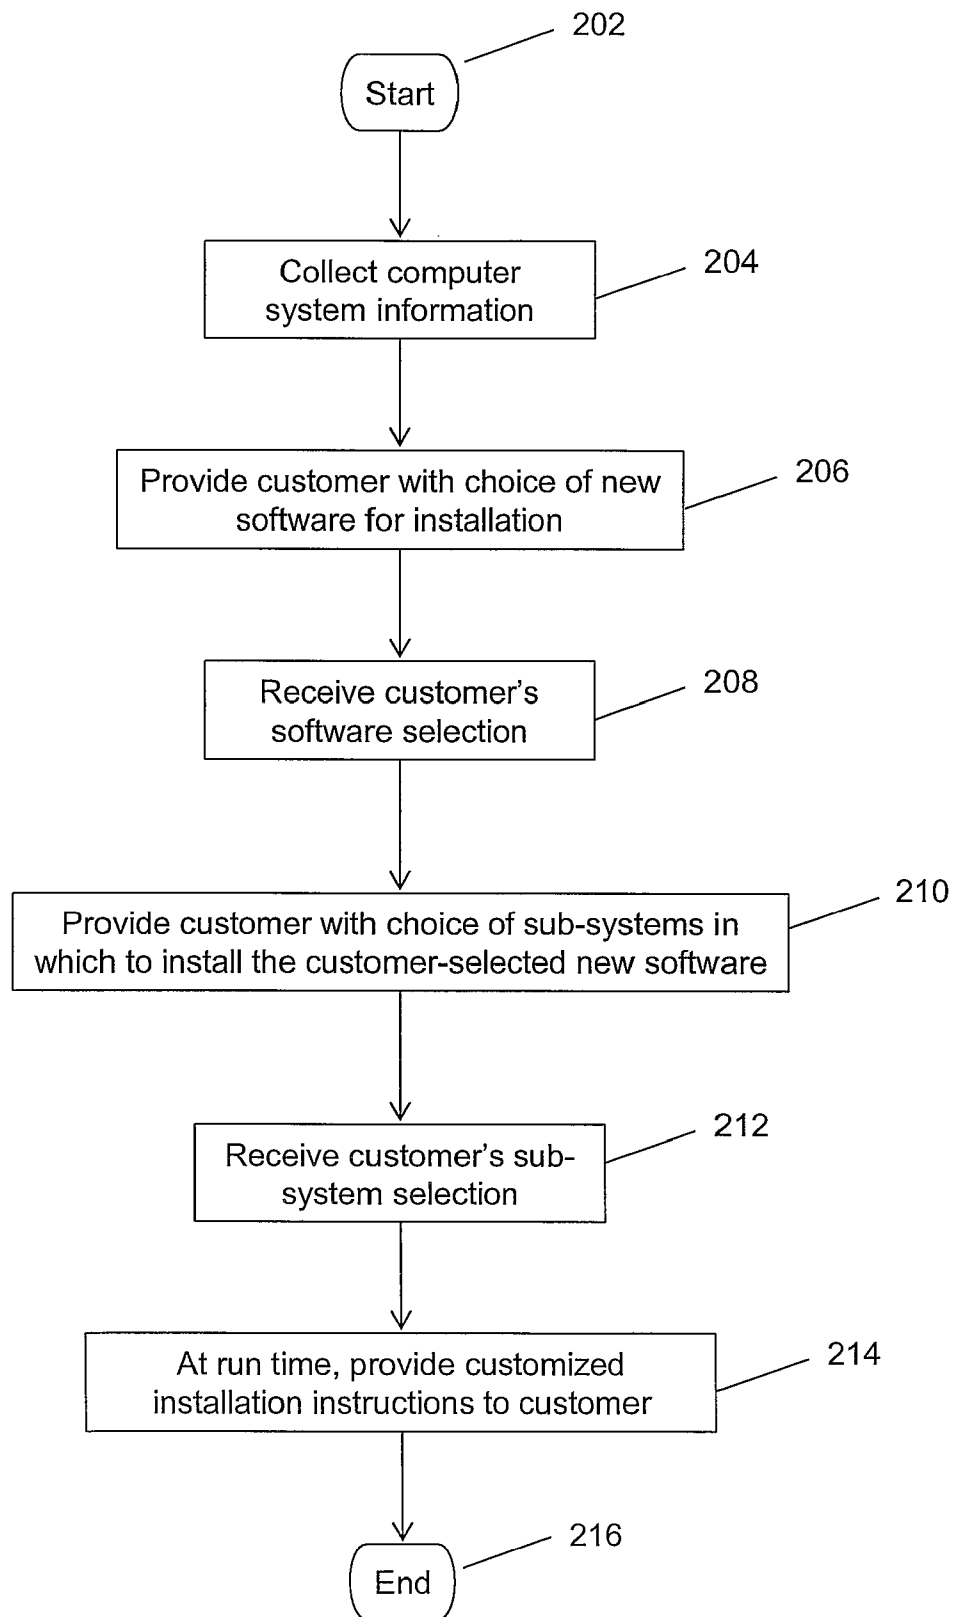 202
Start
204
Collect computer
system information
206
Provide customer with choice of new
software for installation
208
Receive customer's
software selection
210
Provide customer with choice of sub-systems in
which to install the customer-selected new software
212
Receive customer's sub-
system selection
214
At run time, provide customized
installation instructions to customer
216
End